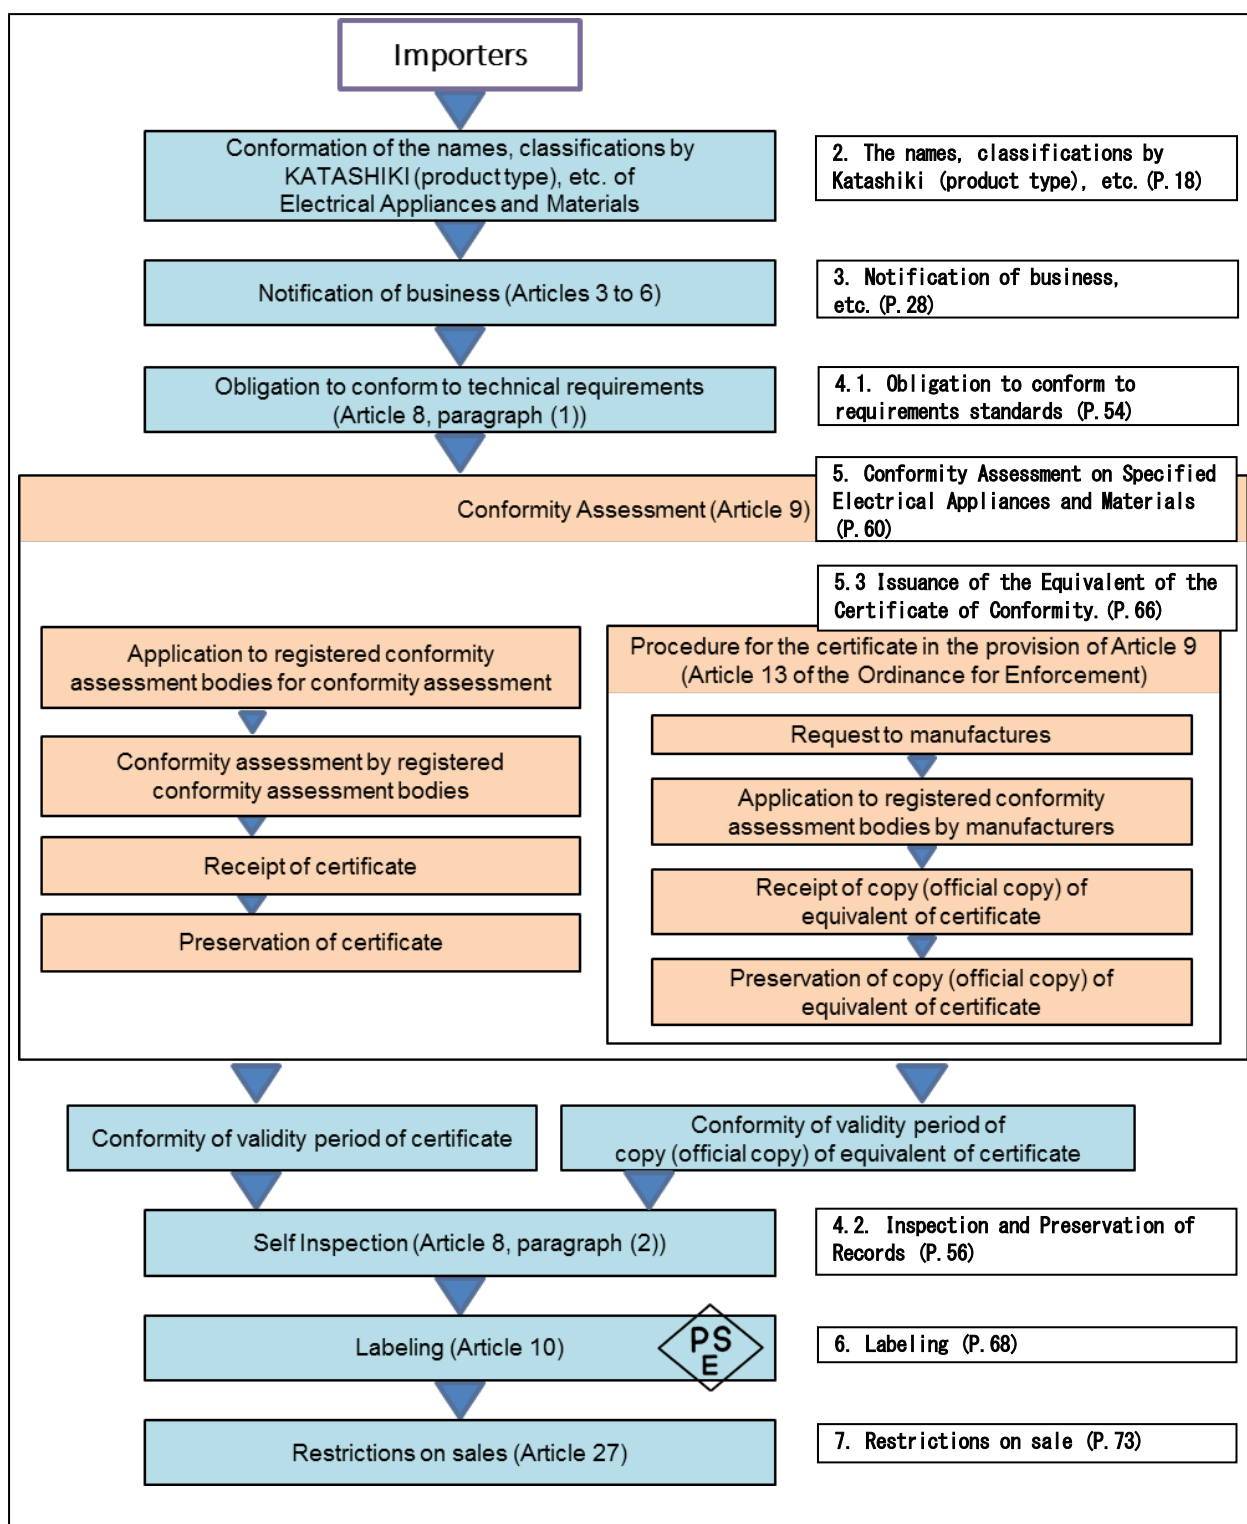 Importers
Conformation of the names, classifications by
KATASHIKI (product type), etc. of
Electrical Appliances and Materials
2. The names, classifications by
Katashiki (product type), etc. (P. 18)
Notification of business (Articles 3 to 6)
3. Notification of business,
etc. (P. 28)
Obligation to conform to technical requirements
(Article 8, paragraph (1))
4.1. Obligation to conform to
requirements standards (P. 54)
Conformity Assessment (Article 9)
5. Conformity Assessment on Specified
Electrical Appliances and Materials
(P. 60)
5.3 Issuance of the Equivalent of the
Certificate of Conformity. (P. 66)
Application to registered conformity
assessment bodies for conformity assessment
Conformity assessment by registered
conformity assessment bodies
Receipt of certificate
Preservation of certificate
Procedure for the certificate in the provision of Article 9
(Article 13 of the Ordinance for Enforcement)
Request to manufactures
Application to registered conformity
assessment bodies by manufacturers
Receipt of copy (official copy) of
equivalent of certificate
Preservation of copy (official copy) of
equivalent of certificate
Conformity of validity period of certificate
Conformity of validity period of
copy (official copy) of equivalent of certificate
Self Inspection (Article 8, paragraph (2))
4.2. Inspection and Preservation of
Records (P. 56)
Labeling (Article 10)
PS
E
6. Labeling (P. 68)
Restrictions on sales (Article 27)
7. Restrictions on sale (P. 73)